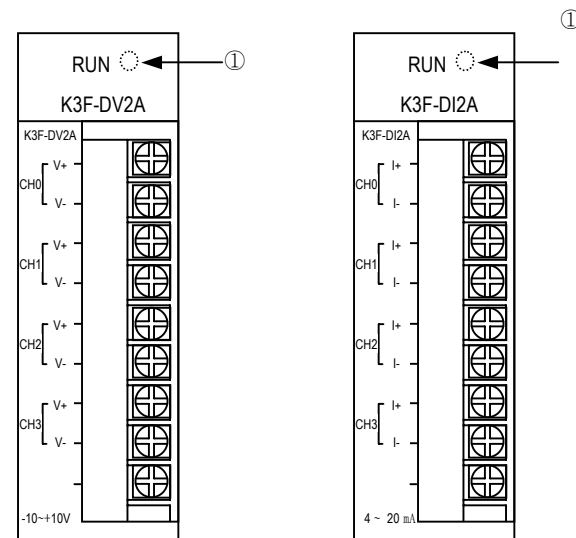 ①
RUN ①
K3F-DV2A
K3F-DV2A
CH0
V+
V-
CH1
V+
V-
CH2
V+
V-
CH3
V+
V-
-10~+10V
RUN
K3F-DI2A
K3F-DI2A
CH0
I+
I-
CH1
I+
I-
CH2
I+
I-
CH3
I+
I-
4 ~ 20 ㎃